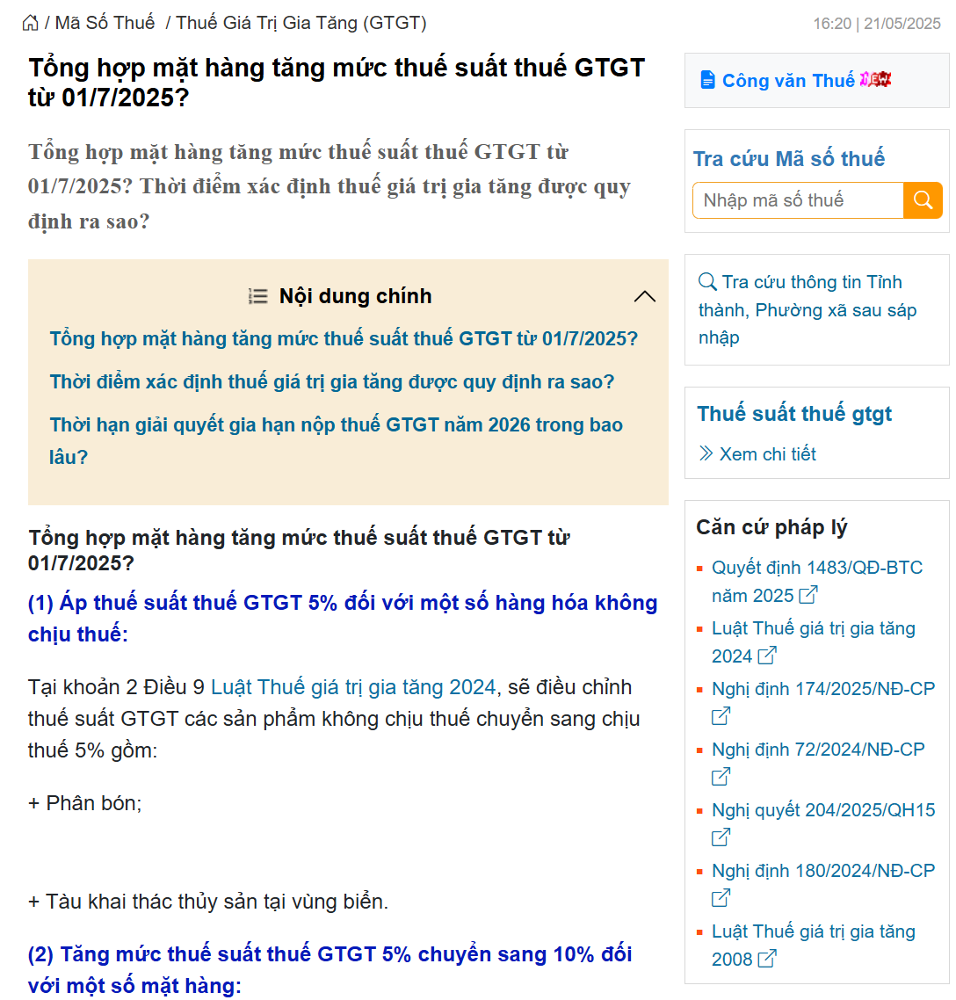 / Mã Số Thuế / Thuế Giá Trị Gia Tăng (GTGT)
16:20 | 21/05/2025
Tổng hợp mặt hàng tăng mức thuế suất thuế GTGT
từ 01/7/2025?
Tổng hợp mặt hàng tăng mức thuế suất thuế GTGT từ
01/7/2025? Thời điểm xác định thuế giá trị gia tăng được quy
định ra sao?
Nội dung chính
Tổng hợp mặt hàng tăng mức thuế suất thuế GTGT từ 01/7/2025?
Thời điểm xác định thuế giá trị gia tăng được quy định ra sao?
Thời hạn giải quyết gia hạn nộp thuế GTGT năm 2026 trong bao
lâu?
Tổng hợp mặt hàng tăng mức thuế suất thuế GTGT từ
01/7/2025?
(1) Áp thuế suất thuế GTGT 5% đối với một số hàng hóa không
chịu thuế:
Tại khoản 2 Điều 9 Luật Thuế giá trị gia tăng 2024, sẽ điều chỉnh
thuế suất GTGT các sản phẩm không chịu thuế chuyển sang chịu
thuế 5% gồm:
+ Phân bón;
+ Tàu khai thác thủy sản tại vùng biển.
(2) Tăng mức thuế suất thuế GTGT 5% chuyển sang 10% đối
với một số mặt hàng:
Công văn Thuế NEW
Tra cứu Mã số thuế
Nhập mã số thuế
Tra cứu thông tin Tỉnh
thành, Phường xã sau sáp
nhập
Thuế suất thuế gtgt
Xem chi tiết
Căn cứ pháp lý
Quyết định 1483/QĐ-BTC
năm 2025
Luật Thuế giá trị gia tăng
2024
Nghị định 174/2025/NĐ-CP
Nghị định 72/2024/NĐ-CP
Nghị quyết 204/2025/QH15
Nghị định 180/2024/NĐ-CP
Luật Thuế giá trị gia tăng
2008